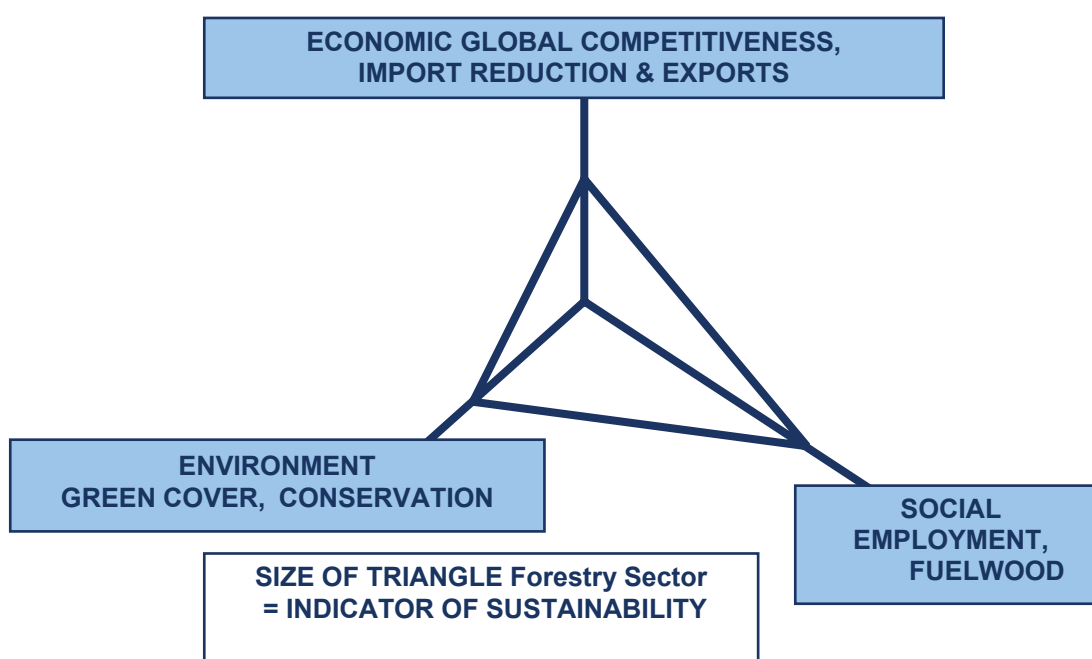 ECONOMIC GLOBAL COMPETITIVENESS,
IMPORT REDUCTION & EXPORTS
ENVIRONMENT
GREEN COVER, CONSERVATION
SOCIAL
EMPLOYMENT,
FUELWOOD
SIZE OF TRIANGLE Forestry Sector
= INDICATOR OF SUSTAINABILITY